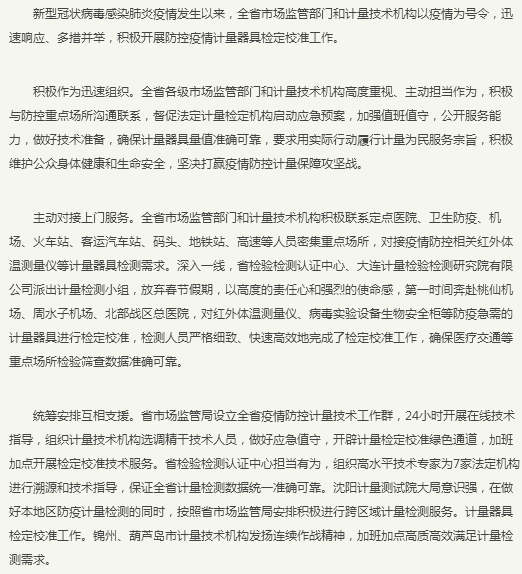 新型冠状病毒感染肺炎疫情发生以来，全省市场监管部门和计量技术机构以疫情为号令，迅
速响应、多措并举，积极开展防控疫情计量器具检定校准工作。
积极作为迅速组织。全省各级市场监管部门和计量技术机构高度重视、主动担当作为，积极
与防控重点场所沟通联系，督促法定计量检定机构启动应急预案，加强值班值守，公开服务能
力，做好技术准备，确保计量器具量值准确可靠，要求用实际行动履行计量为民服务宗旨，积极
维护公众身体健康和生命安全，坚决打赢疫情防控计量保障攻坚战。
主动对接上门服务。全省市场监管部门和计量技术机构积极联系定点医院、卫生防疫、机
场、火车站、客运汽车站、码头、地铁站、高速等人员密集重点场所，对接疫情防控相关红外体
温测量仪等计量器具检测需求。深入一线，省检验检测认证中心、大连计量检验检测研究院有限
公司派出计量检测小组，放弃春节假期，以高度的责任心和强烈的使命感，第一时间奔赴桃仙机
场、周水子机场、北部战区总医院，对红外体温测量仪、病毒实验设备生物安全柜等防疫急需的
计量器具进行检定校准，检测人员严格细致、快速高效地完成了检定校准工作，确保医疗交通等
重点场所检验筛查数据准确可靠。
统筹安排互相支援。省市场监管局设立全省疫情防控计量技术工作群，24小时开展在线技术
指导，组织计量技术机构选调精干技术人员，做好应急值守，开辟计量检定校准绿色通道，加班
加点开展检定校准技术服务。省检验检测认证中心担当有为，组织高水平技术专家为7家法定机构
进行溯源和技术指导，保证全省计量检测数据统一准确可靠。沈阳计量测试院大局意识强，在做
好本地区防疫计量检测的同时，按照省市场监管局安排积极进行跨区域计量检测服务。计量器具
检定校准工作。锦州、葫芦岛市计量技术机构发扬连续作战精神，加班加点高质高效满足计量检
测需求。